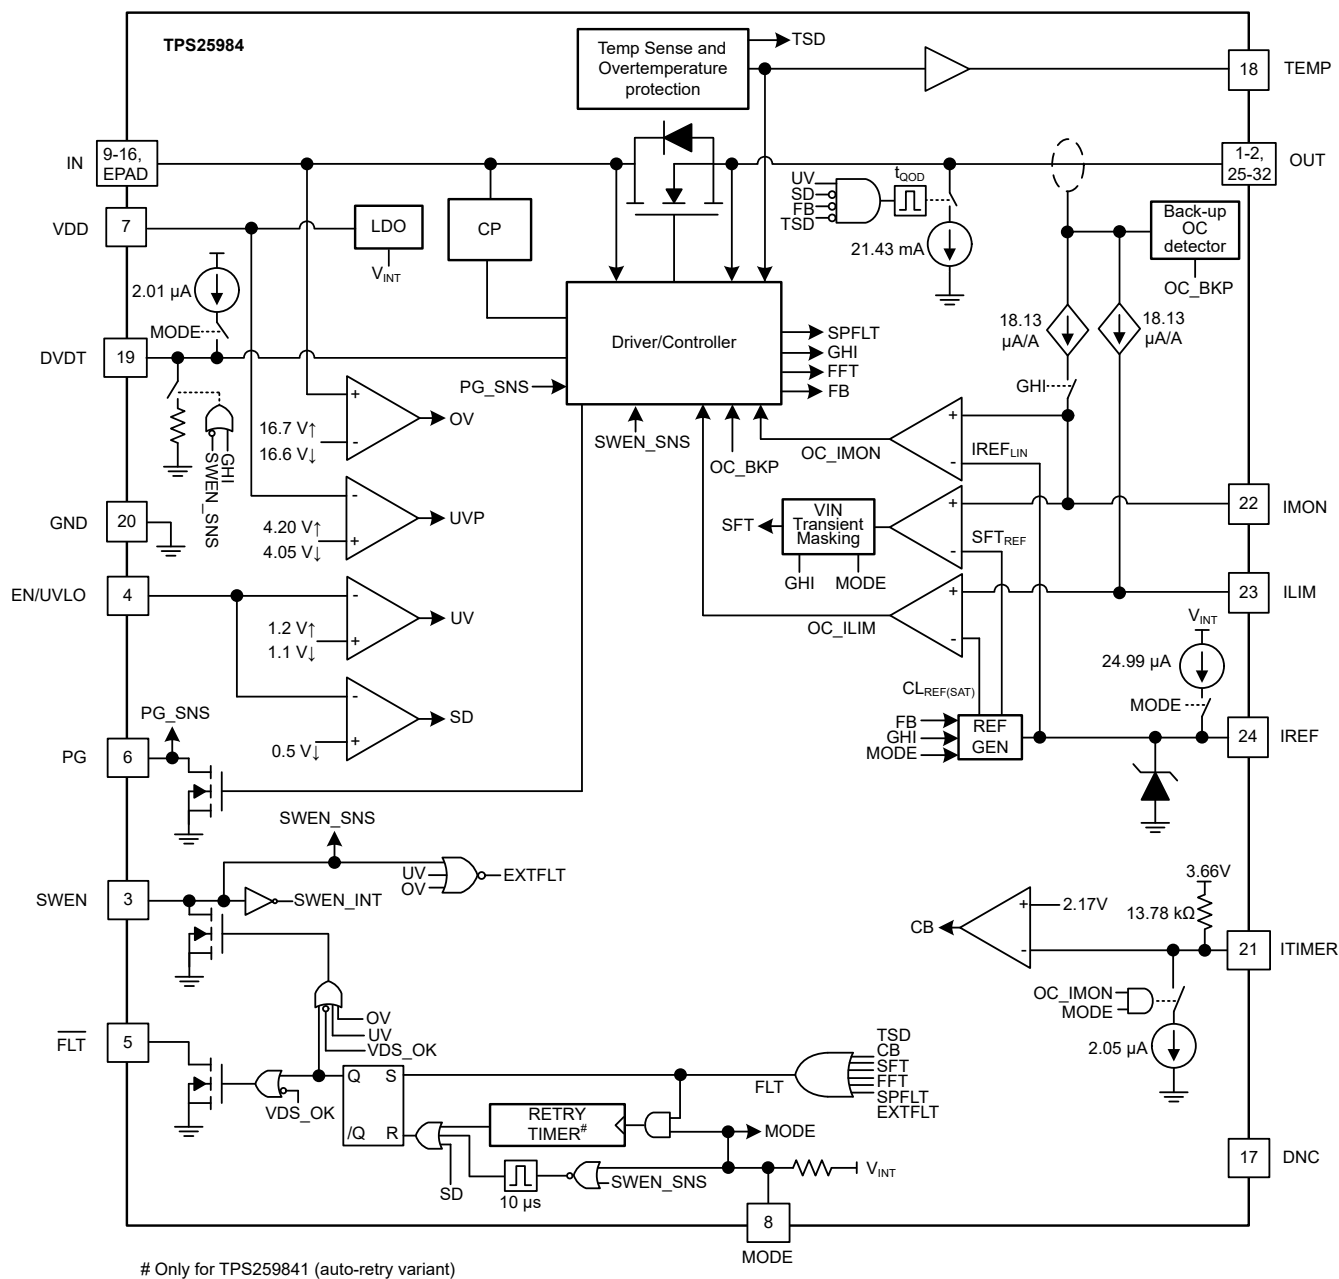 TPS25984
Temp Sense and
Overtemperature
protection
TSD
18
TEMP
IN
9-16,
EPAD
1-2,
25-32
OUT
VDD
7
LDO
VINT
CP
UV
SD
FB
TSD
tQOD
21.43 mA
Back-up
OC
detector
OC_BKP
2.01 µA
MODE
DVDT
19
Driver/Controller
SPFLT
GHI
FFT
FB
18.13
µA/A
18.13
µA/A
GHI
PG_SNS
SWEN_SNS
OC_BKP
OC_IMON
+
-
IREFLIN
SWEN_SNS
GHI
+
-
16.7 V↑
16.6 V↓
OV
GND
20
-
+
4.20 V↑
4.05 V↓
UVP
SFT
VIN
Transient
Masking
GHI
MODE
+
-
SFTREF
22
IMON
EN/UVLO
4
-
+
1.2 V↑
1.1 V↓
UV
OC_ILIM
+
-
23
ILIM
CLREF(SAT)
VINT
24.99 µA
MODE
-
+
0.5 V↓
SD
FB
GHI
MODE
REF
GEN
24
IREF
PG_SNS
PG
6
SWEN_SNS
UV
OV
EXTFLT
SWEN
3
SWEN_INT
3.66V
13.78 kΩ
CB
+
-
2.17V
21
ITIMER
OC_IMON
MODE
2.05 µA
OV
UV
VDS_OK
FLT
5
VDS_OK
Q
S
/Q
R
FLT
TSD
CB
SFT
FFT
SPFLT
EXTFLT
RETRY
TIMER#
MODE
SD
10 µs
SWEN_SNS
VINT
17
DNC
8
MODE
# Only for TPS259841 (auto-retry variant)